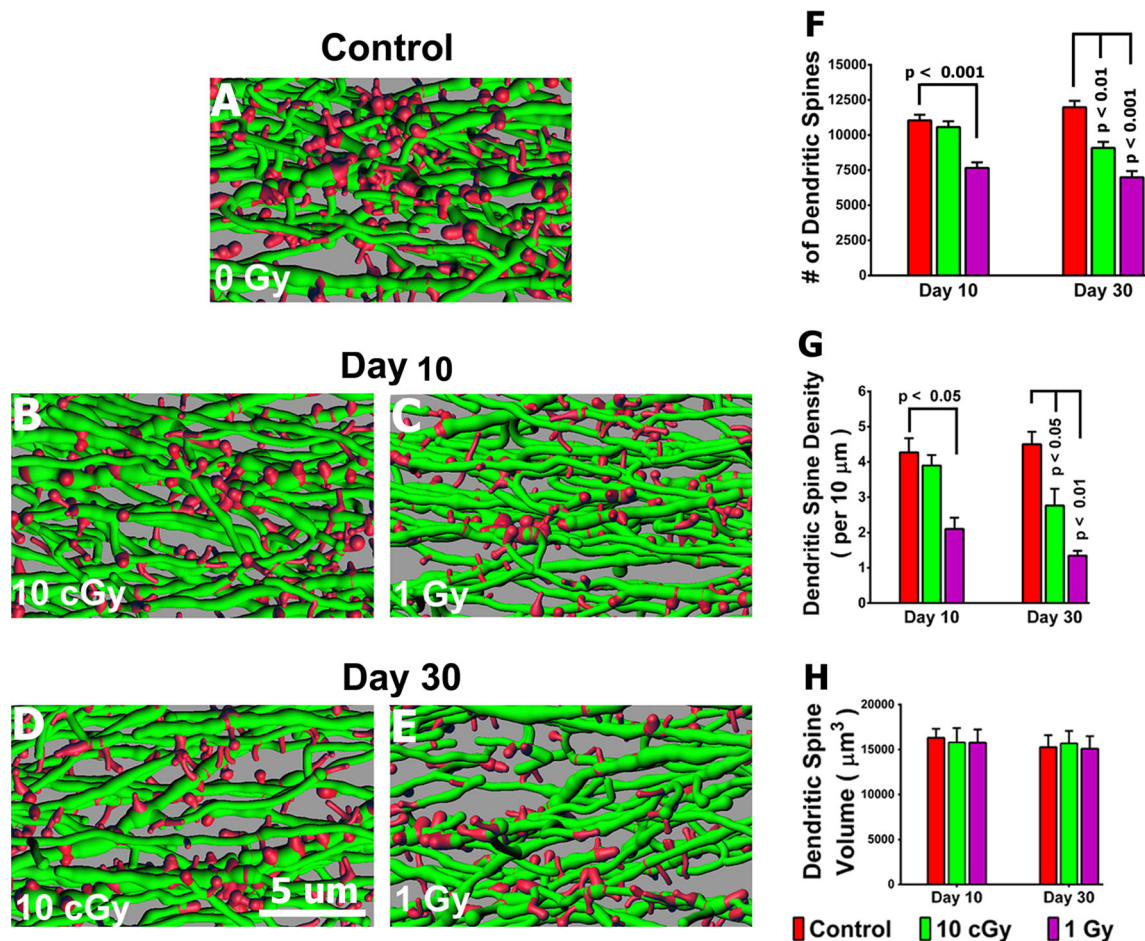 Control
A
0 Gy
Day 10
B
10 cGy
C
1 Gy
Day 30
D
10 cGy
5 um
E
1 Gy
F
# of Dendritic Spines
15000
12500
10000
7500
5000
2500
0
p < 0.001
p < 0.01
p < 0.001
Day 10
Day 30
G
Dendritic Spine Density
( per 10 μm )
6
5
4
3
2
1
0
p < 0.05
p < 0.05
p < 0.01
Day 10
Day 30
H
Dendritic Spine
Volume ( μm³ )
20000
15000
10000
5000
0
Day 10
Day 30
Control
10 cGy
1 Gy